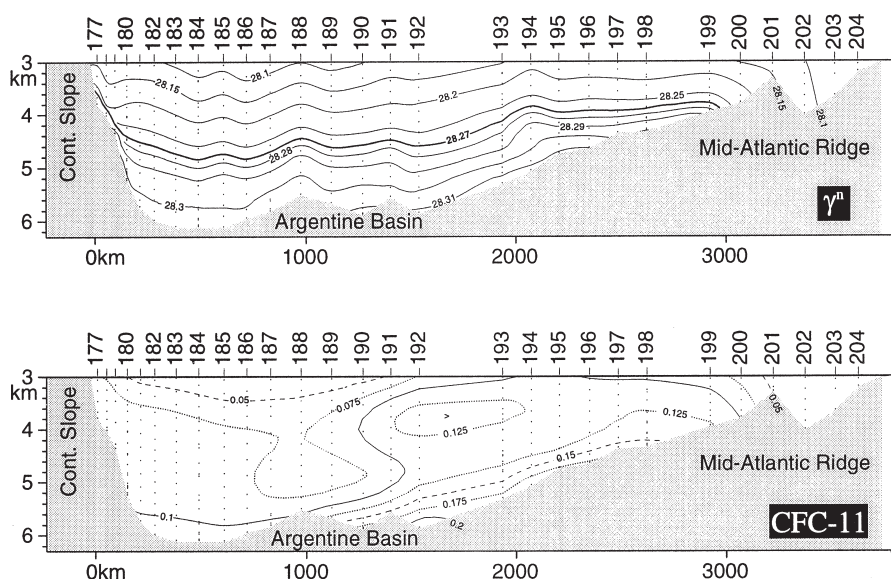 177 180 182 183 184 185 186 187 188 189 190 191 192 193 194 195 196 197 198 199 200 201 202 203 204
3
km
4
5
6
Cont. Slope
28.15
28.1
28.2
28.25
28.27
28.28
28.29
28.3
28.31
28.15
28.1
Mid-Atlantic Ridge
γⁿ
Argentine Basin
0km 1000 2000 3000
177 180 182 183 184 185 186 187 188 189 190 191 192 193 194 195 196 197 198 199 200 201 202 203 204
3
km
4
5
6
Cont. Slope
0.05
0.075
0.125
0.125
0.05
0.15
0.175
0.1
0.2
Mid-Atlantic Ridge
CFC-11
Argentine Basin
0km 1000 2000 3000